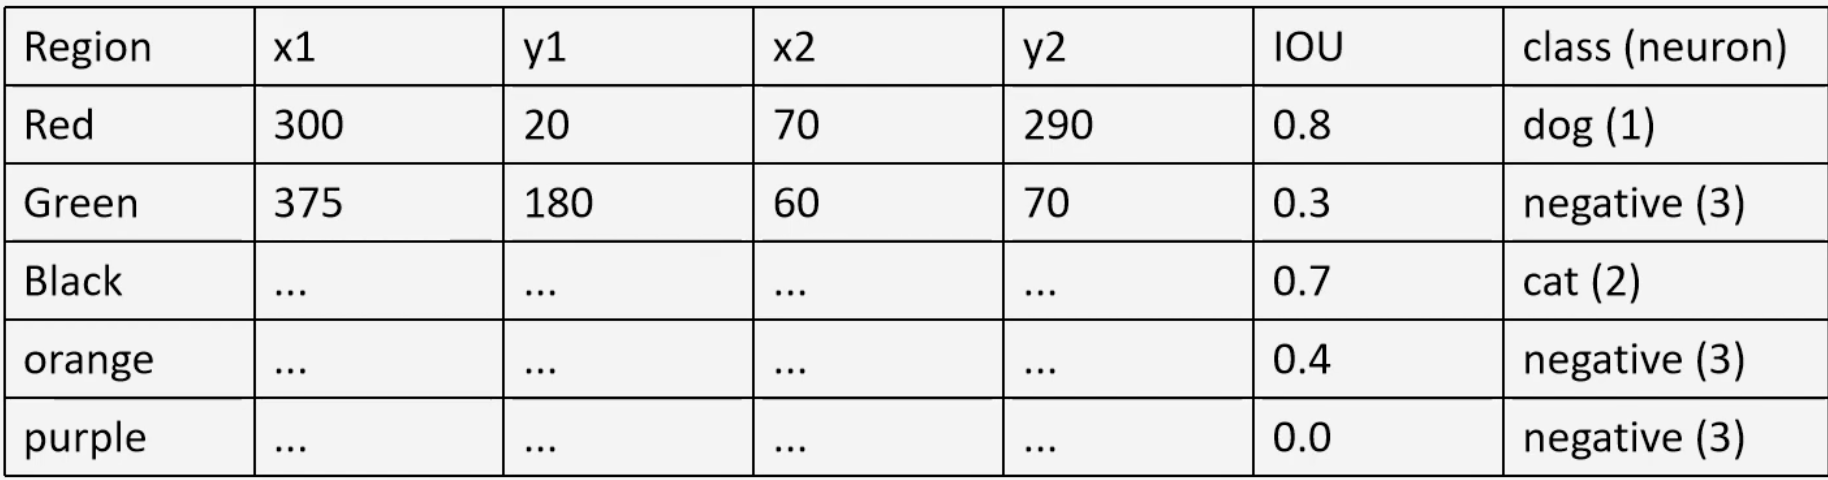 Region x1 y1 x2 y2 IOU class (neuron)
Red 300 20 70 290 0.8 dog (1)
Green 375 180 60 70 0.3 negative (3)
Black ... ... ... ... 0.7 cat (2)
orange ... ... ... ... 0.4 negative (3)
purple ... ... ... ... 0.0 negative (3)